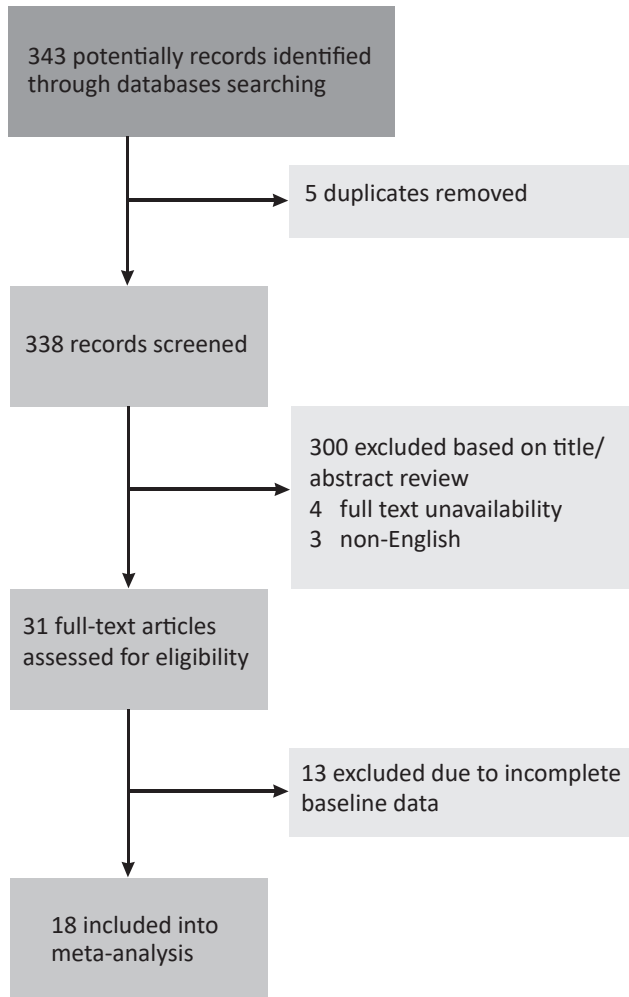 343 potentially records identified
through databases searching
5 duplicates removed
338 records screened
300 excluded based on title/
abstract review
4 full text unavailability
3 non-English
31 full-text articles
assessed for eligibility
13 excluded due to incomplete
baseline data
18 included into
meta-analysis